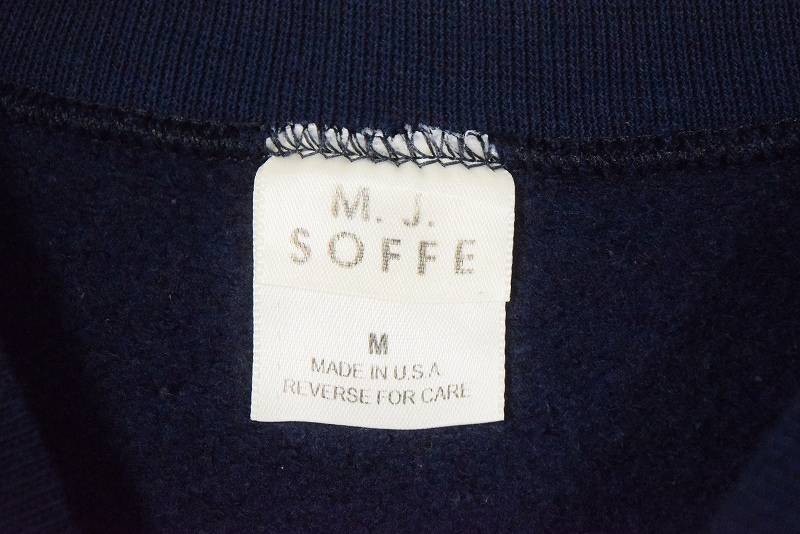 M. J.
SOFFE
M
MADE IN U.S.A
REVERSE FOR CARE